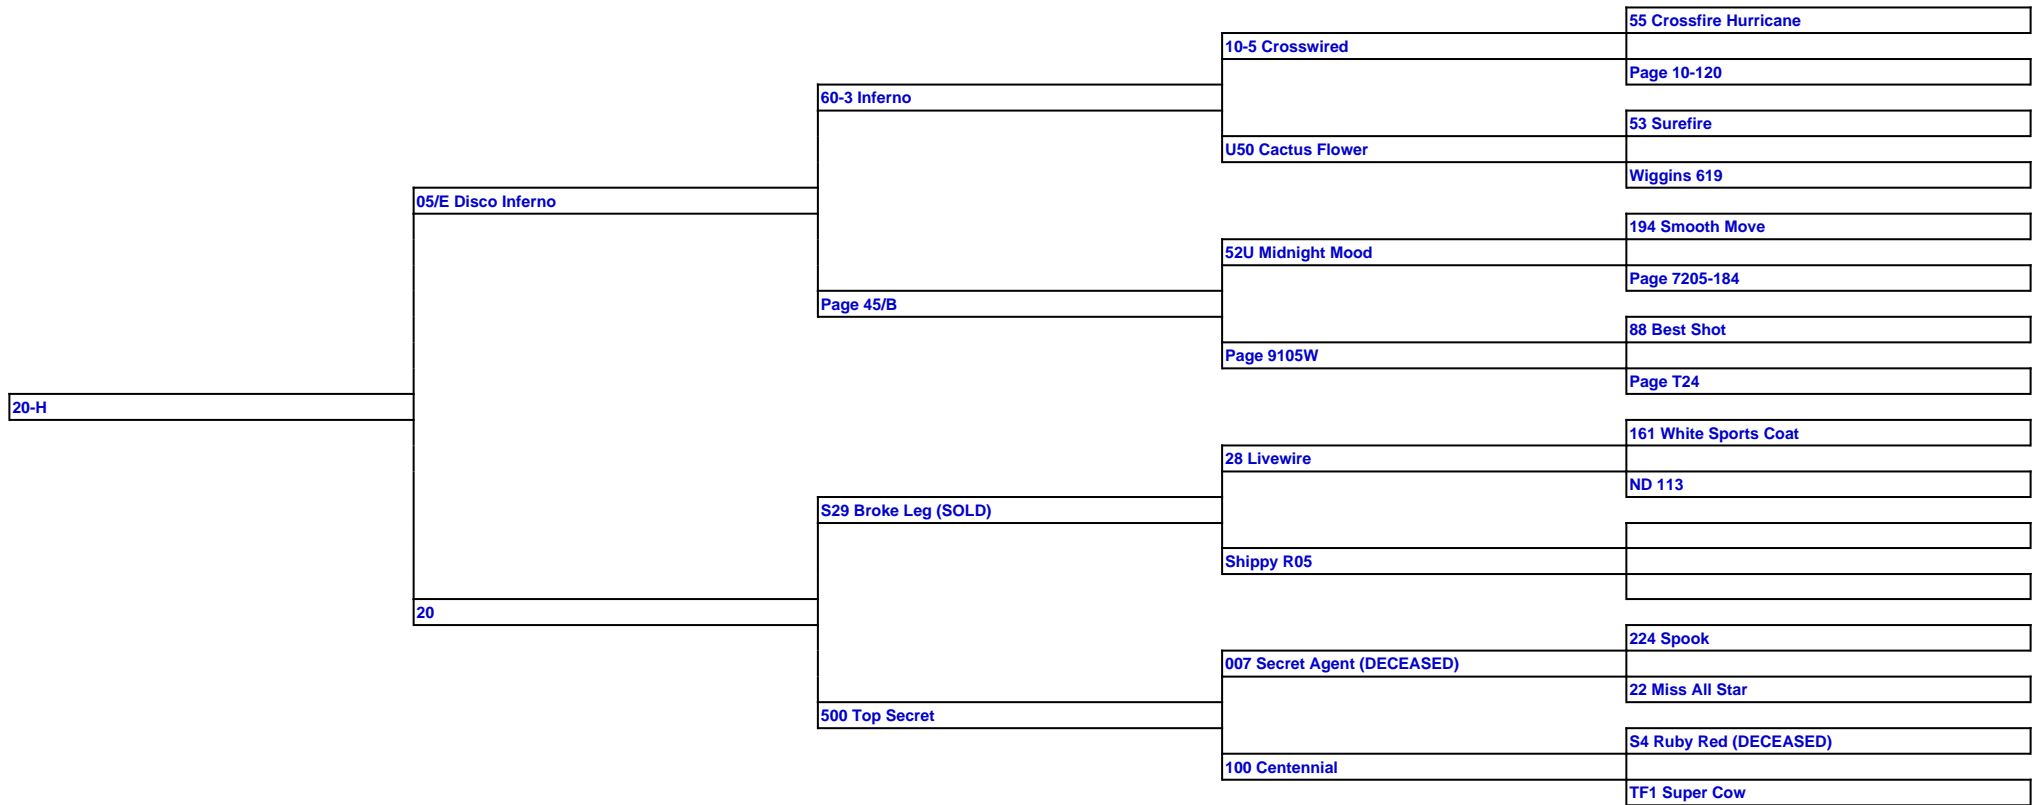 55 Crossfire Hurricane
10-5 Crosswired
Page 10-120
60-3 Inferno
53 Surefire
U50 Cactus Flower
Wiggins 619
05/E Disco Inferno
194 Smooth Move
52U Midnight Mood
Page 7205-184
Page 45/B
88 Best Shot
Page 9105W
Page T24
20-H
161 White Sports Coat
28 Livewire
ND 113
S29 Broke Leg (SOLD)
Shippy R05
20
224 Spook
007 Secret Agent (DECEASED)
22 Miss All Star
500 Top Secret
S4 Ruby Red (DECEASED)
100 Centennial
TF1 Super Cow